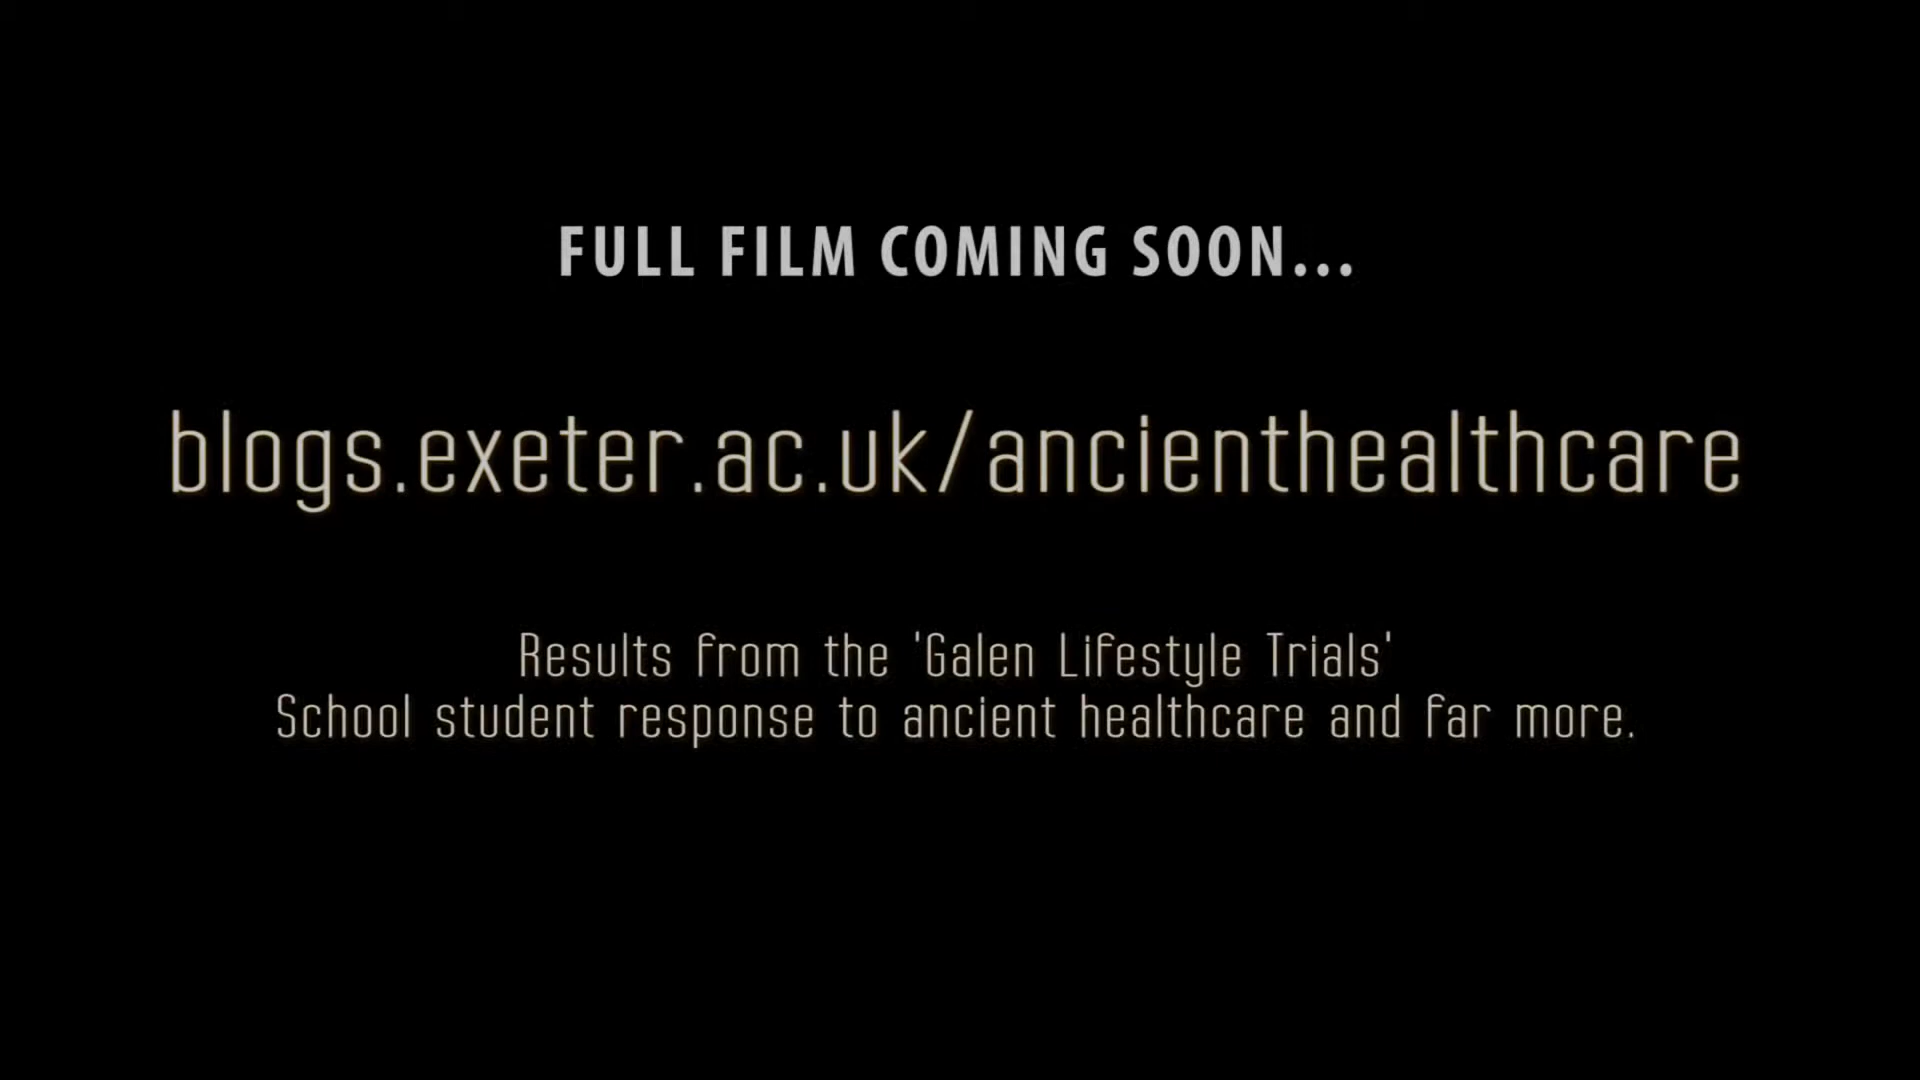 FULL FILM COMING SOON...
blogs.exeter.ac.uk/ancienthealthcare
Results from the 'Galen Lifestyle Trials'
School student response to ancient healthcare and far more.